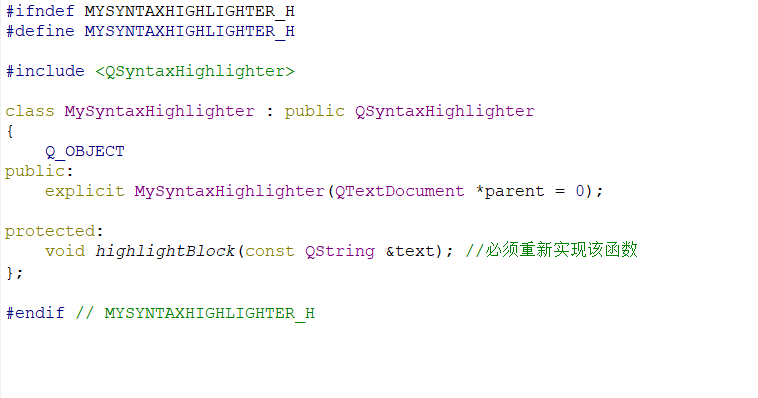 #ifndef MYSYNTAXHIGHLIGHTER_H
#define MYSYNTAXHIGHLIGHTER_H
#include <QSyntaxHighlighter>
class MySyntaxHighlighter : public QSyntaxHighlighter
{
    Q_OBJECT
public:
    explicit MySyntaxHighlighter(QTextDocument *parent = 0);
protected:
    void highlightBlock(const QString &text); //必须重新实现该函数
};
#endif // MYSYNTAXHIGHLIGHTER_H